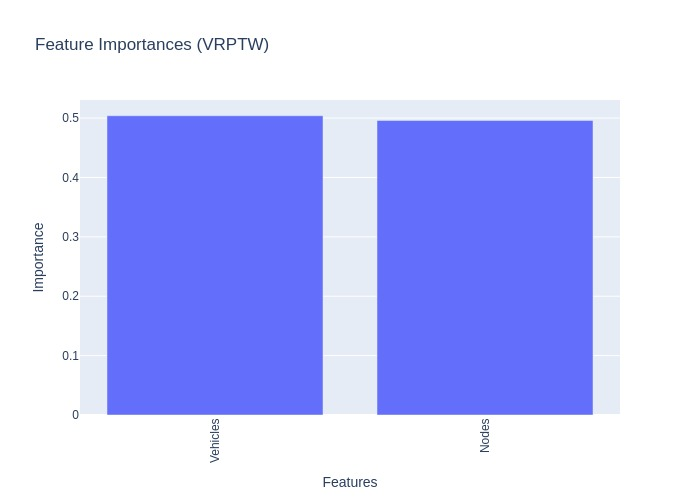 Feature Importances (VRPTW)
0.5
0.4
0.3
0.2
0.1
0
Importance
Vehicles
Nodes
Features